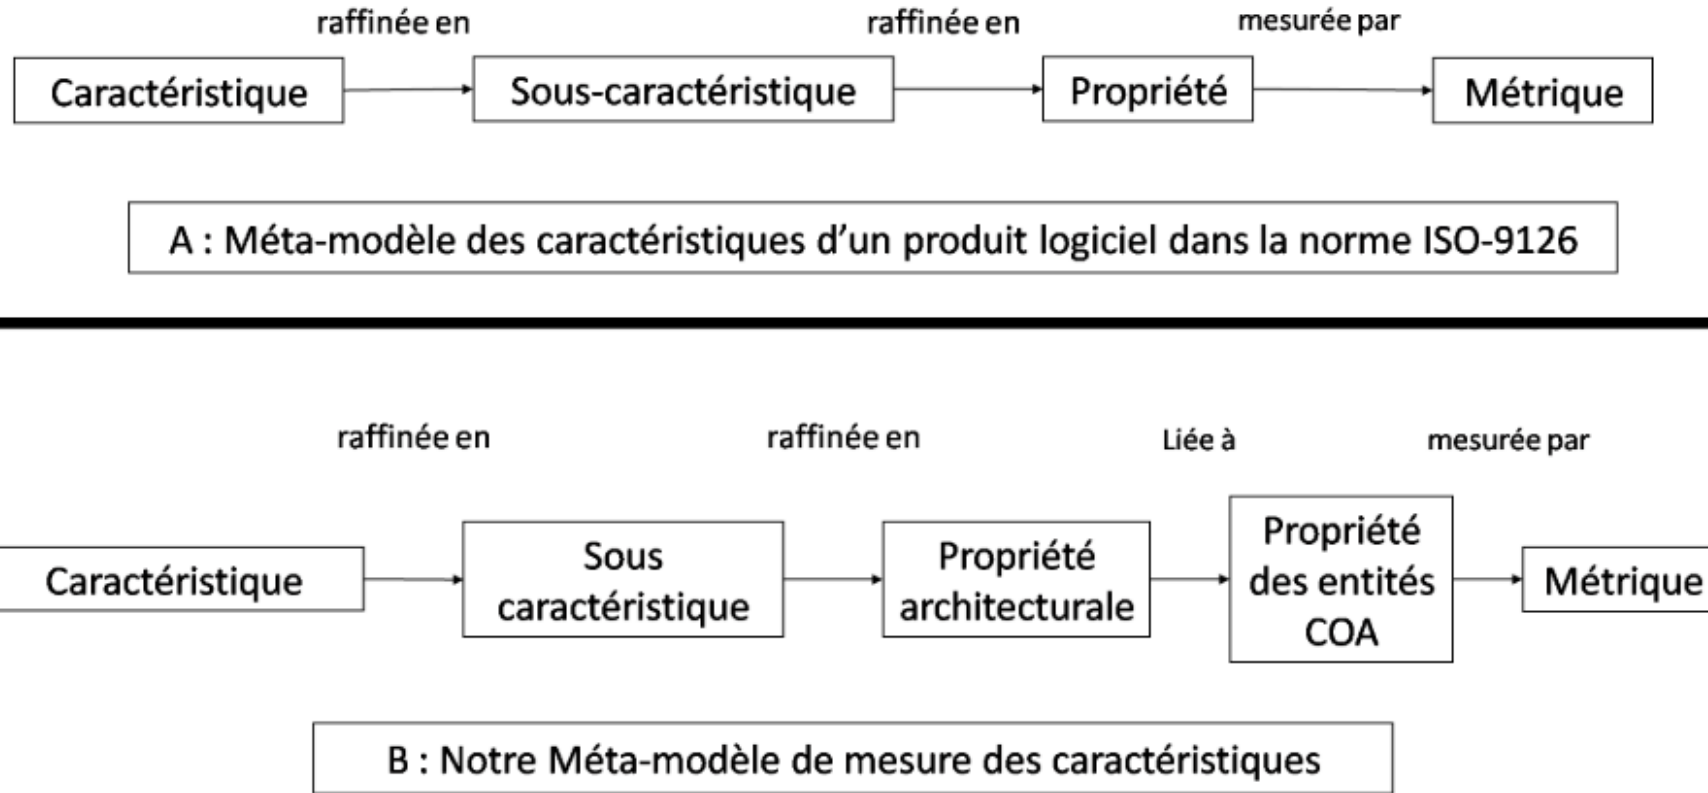 raffinée en raffinée en mesurée par
Caractéristique Sous-caractéristique Propriété Métrique
A : Méta-modèle des caractéristiques d’un produit logiciel dans la norme ISO-9126
raffinée en raffinée en Liée à mesurée par
Caractéristique
Sous
caractéristique
Propriété
architecturale
Propriété
des entités
COA
Métrique
B : Notre Méta-modèle de mesure des caractéristiques